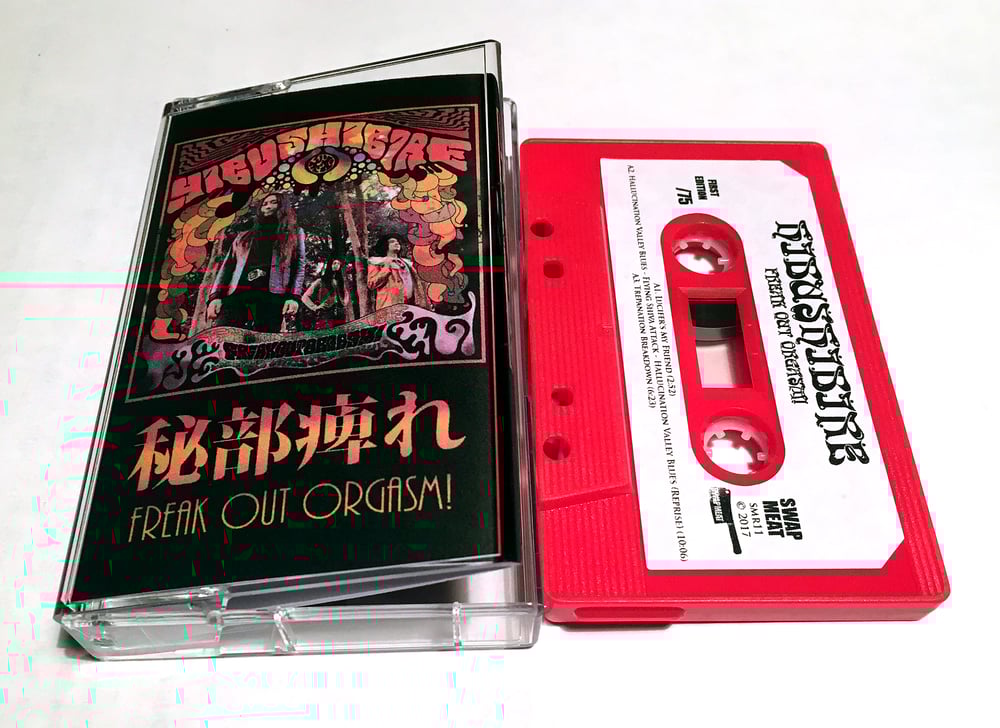 HIBUSHIBIRE
秘部痺れ
FREAK OUT ORGASM!
HIBUSHIBIRE
FREAK OUT ORGASM!
FIRST
EDITION
/75
SWAP
MEAT
SMR11
© 2017
A1. LUCIFER'S MY FRIEND (2:52)
A2. HALLUCINATION VALLEY BLUES - FLYING SHIVA ATTACK - HALLUCINATION VALLEY BLUES (REPRISE) (10:06)
A3. TREPANATION BREAKDOWN (6:23)